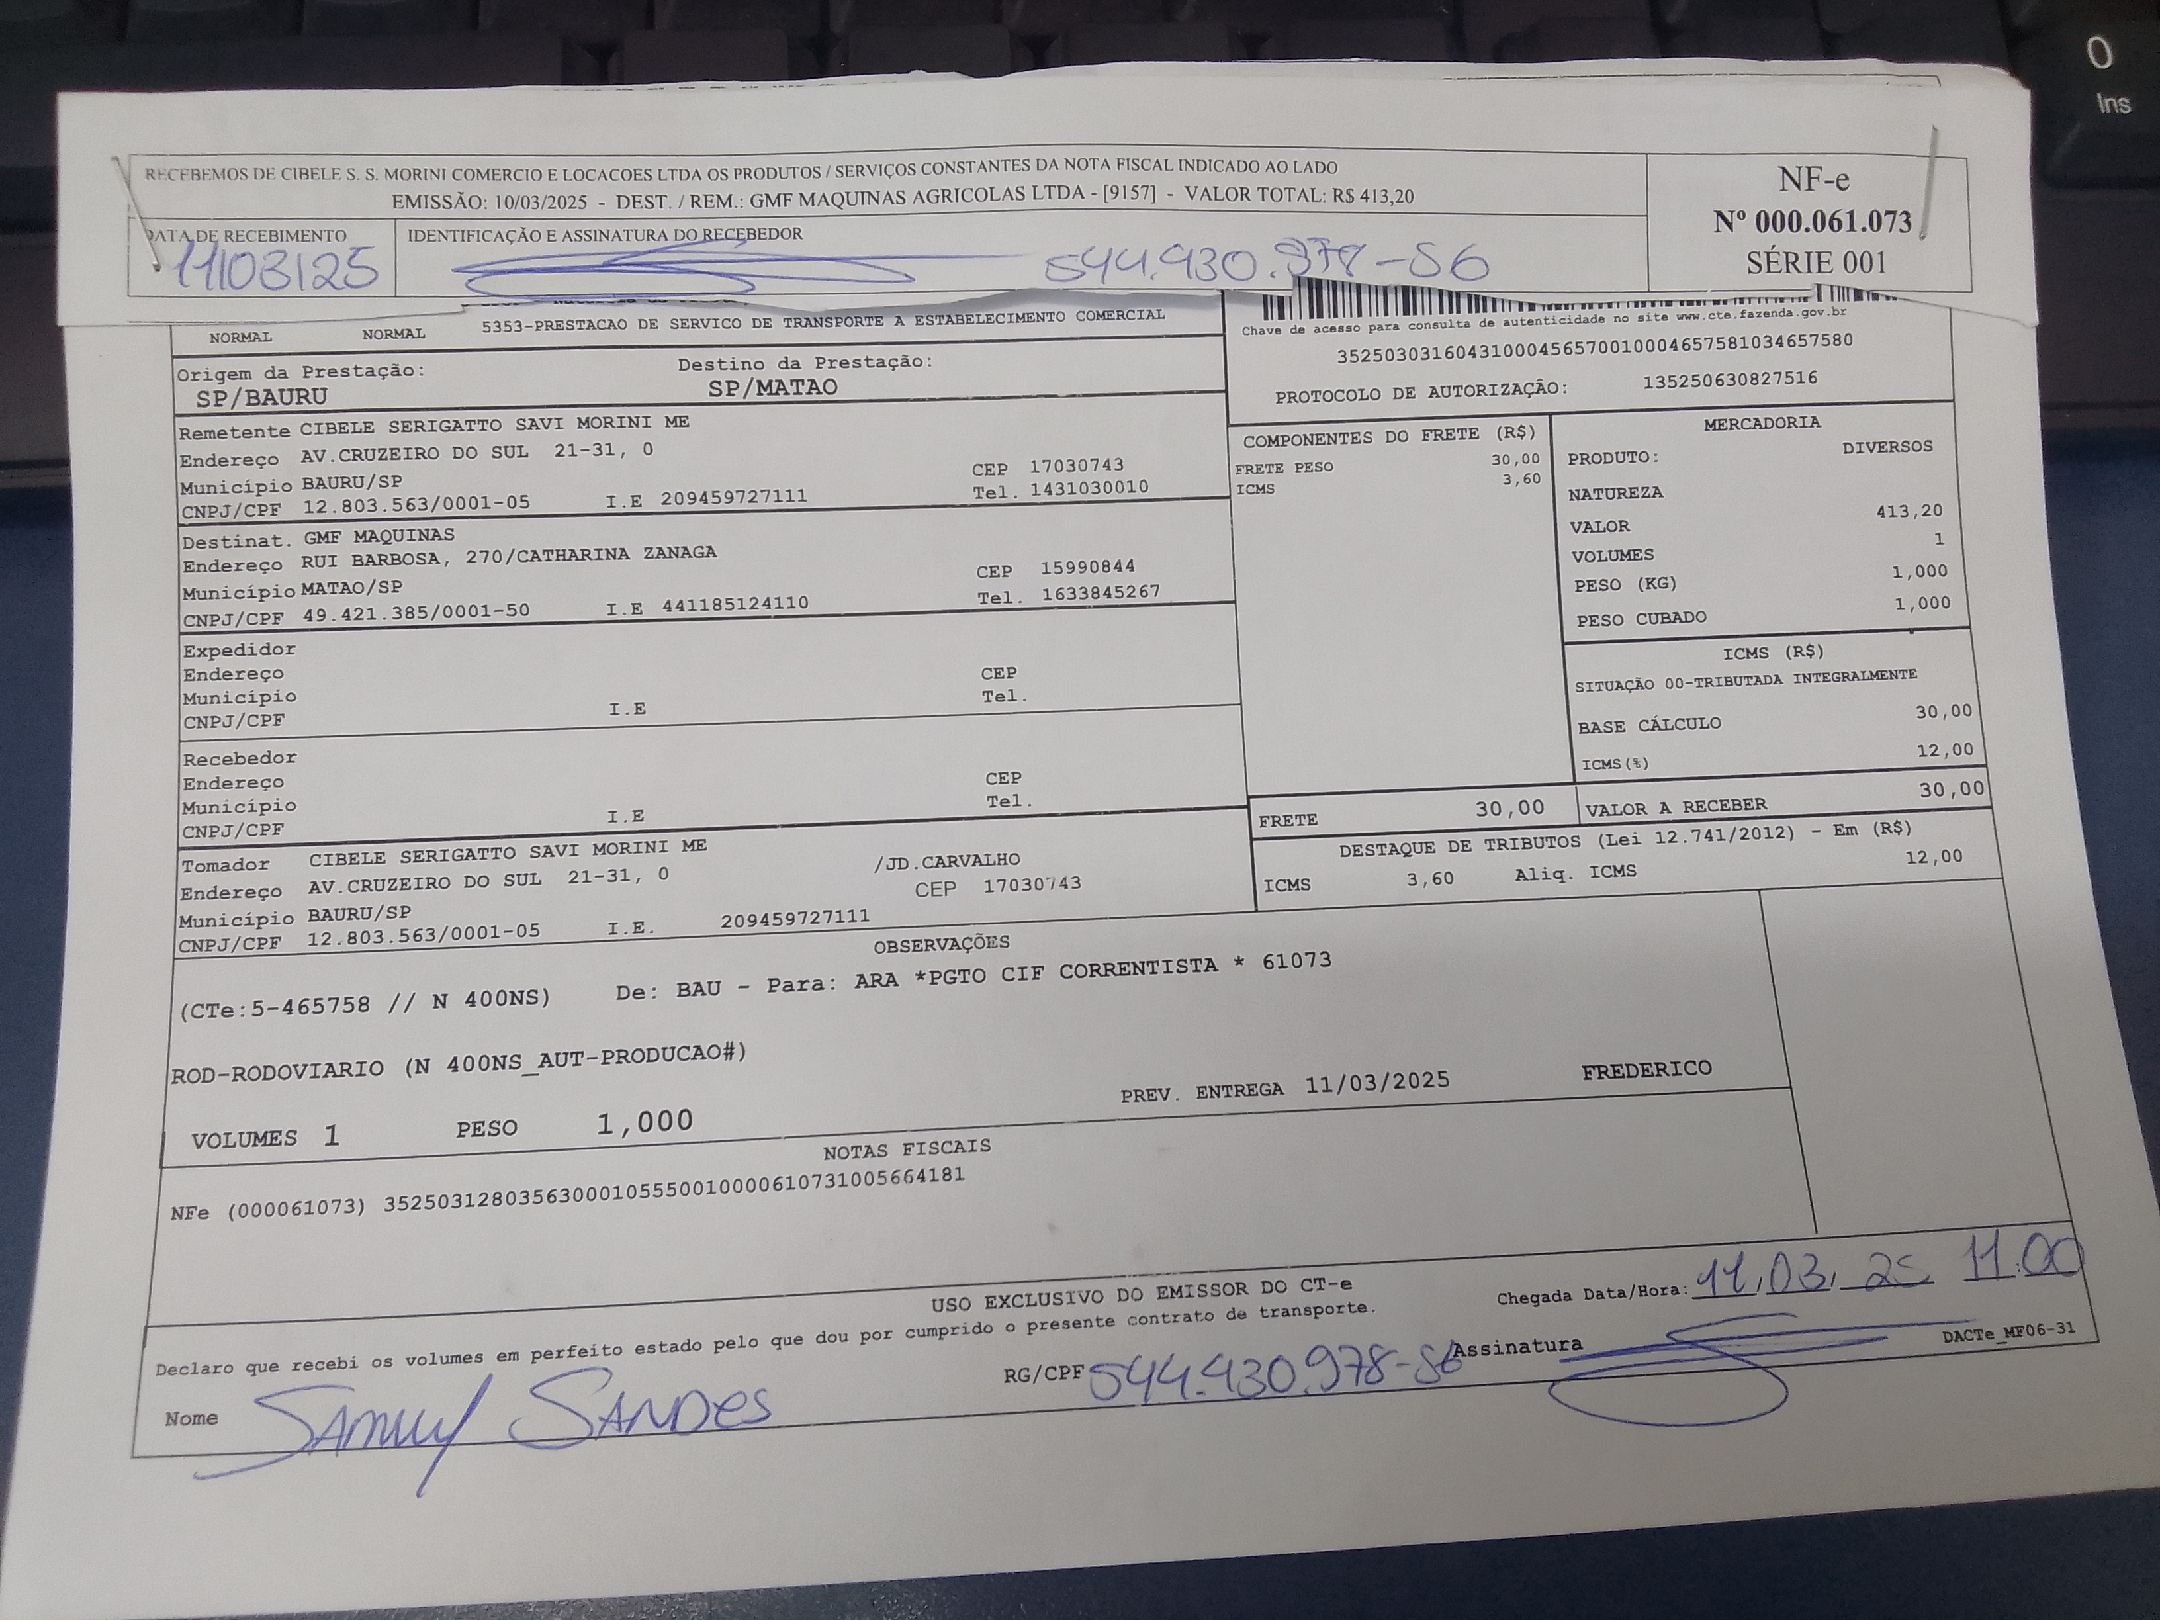 0
Ins
RECEBEMOS DE CIBELE S. S. MORINI COMERCIO E LOCACOES LTDA OS PRODUTOS / SERVIÇOS CONSTANTES DA NOTA FISCAL INDICADO AO LADO
EMISSÃO: 10/03/2025 - DEST. / REM.: GMF MAQUINAS AGRICOLAS LTDA - [9157] - VALOR TOTAL: R$ 413,20
NF-e
Nº 000.061.073
SÉRIE 001
DATA DE RECEBIMENTO
11/03/25
IDENTIFICAÇÃO E ASSINATURA DO RECEBEDOR
544.930.978-56
NORMAL NORMAL 5353-PRESTACAO DE SERVICO DE TRANSPORTE A ESTABELECIMENTO COMERCIAL
Chave de acesso para consulta de autenticidade no site www.cte.fazenda.gov.br
35250303160431000456570010004657581034657580
PROTOCOLO DE AUTORIZAÇÃO: 135250630827516
Origem da Prestação: Destino da Prestação:
SP/BAURU SP/MATAO
Remetente CIBELE SERIGATTO SAVI MORINI ME
Endereço AV.CRUZEIRO DO SUL 21-31, 0
Município BAURU/SP CEP 17030743
CNPJ/CPF 12.803.563/0001-05 I.E 209459727111 Tel. 1431030010
Destinat. GMF MAQUINAS
Endereço RUI BARBOSA, 270/CATHARINA ZANAGA
Município MATAO/SP CEP 15990844
CNPJ/CPF 49.421.385/0001-50 I.E 441185124110 Tel. 1633845267
Expedidor
Endereço CEP
Município Tel.
CNPJ/CPF I.E
Recebedor
Endereço CEP
Município Tel.
CNPJ/CPF I.E
Tomador CIBELE SERIGATTO SAVI MORINI ME
Endereço AV.CRUZEIRO DO SUL 21-31, 0 /JD.CARVALHO
Município BAURU/SP CEP 17030743
CNPJ/CPF 12.803.563/0001-05 I.E. 209459727111
COMPONENTES DO FRETE (R$)
FRETE PESO 30,00
ICMS 3,60
MERCADORIA
PRODUTO: DIVERSOS
NATUREZA
VALOR 413,20
VOLUMES 1
PESO (KG) 1,000
PESO CUBADO 1,000
ICMS (R$)
SITUAÇÃO 00-TRIBUTADA INTEGRALMENTE
BASE CÁLCULO 30,00
ICMS(%) 12,00
FRETE 30,00 VALOR A RECEBER 30,00
DESTAQUE DE TRIBUTOS (Lei 12.741/2012) - Em (R$)
ICMS 3,60 Aliq. ICMS 12,00
OBSERVAÇÕES
(CTe:5-465758 // N 400NS) De: BAU - Para: ARA *PGTO CIF CORRENTISTA * 61073
ROD-RODOVIARIO (N 400NS_AUT-PRODUCAO#)
VOLUMES 1 PESO 1,000 PREV. ENTREGA 11/03/2025 FREDERICO
NOTAS FISCAIS
NFe (000061073) 35250312803563000105550010000610731005664181
USO EXCLUSIVO DO EMISSOR DO CT-e
Chegada Data/Hora: 11,03,25 11:00
Declaro que recebi os volumes em perfeito estado pelo que dou por cumprido o presente contrato de transporte.
Nome SAMUEL SANDES RG/CPF 544.930.978-56 Assinatura DACTe_MF06-31